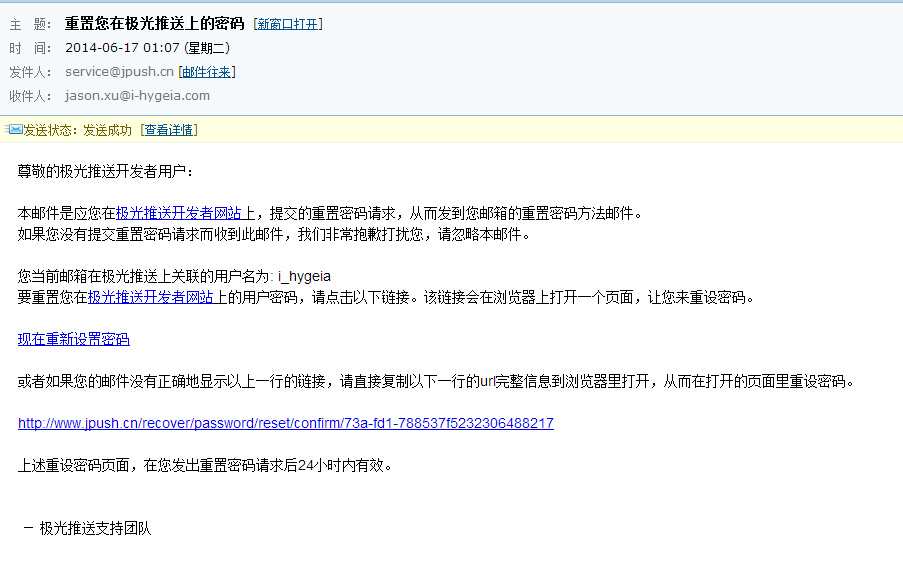 主 题： 重置您在极光推送上的密码 [新窗口打开]
时 间： 2014-06-17 01:07 (星期二)
发件人： service@jpush.cn [邮件往来]
收件人： jason.xu@i-hygeia.com
发送状态：发送成功 [查看详情]
尊敬的极光推送开发者用户：
本邮件是应您在极光推送开发者网站上，提交的重置密码请求，从而发到您邮箱的重置密码方法邮件。
如果您没有提交重置密码请求而收到此邮件，我们非常抱歉打扰您，请忽略本邮件。
您当前邮箱在极光推送上关联的用户名为: i_hygeia
要重置您在极光推送开发者网站上的用户密码，请点击以下链接。该链接会在浏览器上打开一个页面，让您来重设密码。
现在重新设置密码
或者如果您的邮件没有正确地显示以上一行的链接，请直接复制以下一行的url完整信息到浏览器里打开，从而在打开的页面里重设密码。
http://www.jpush.cn/recover/password/reset/confirm/73a-fd1-788537f5232306488217
上述重设密码页面，在您发出重置密码请求后24小时内有效。
－ 极光推送支持团队